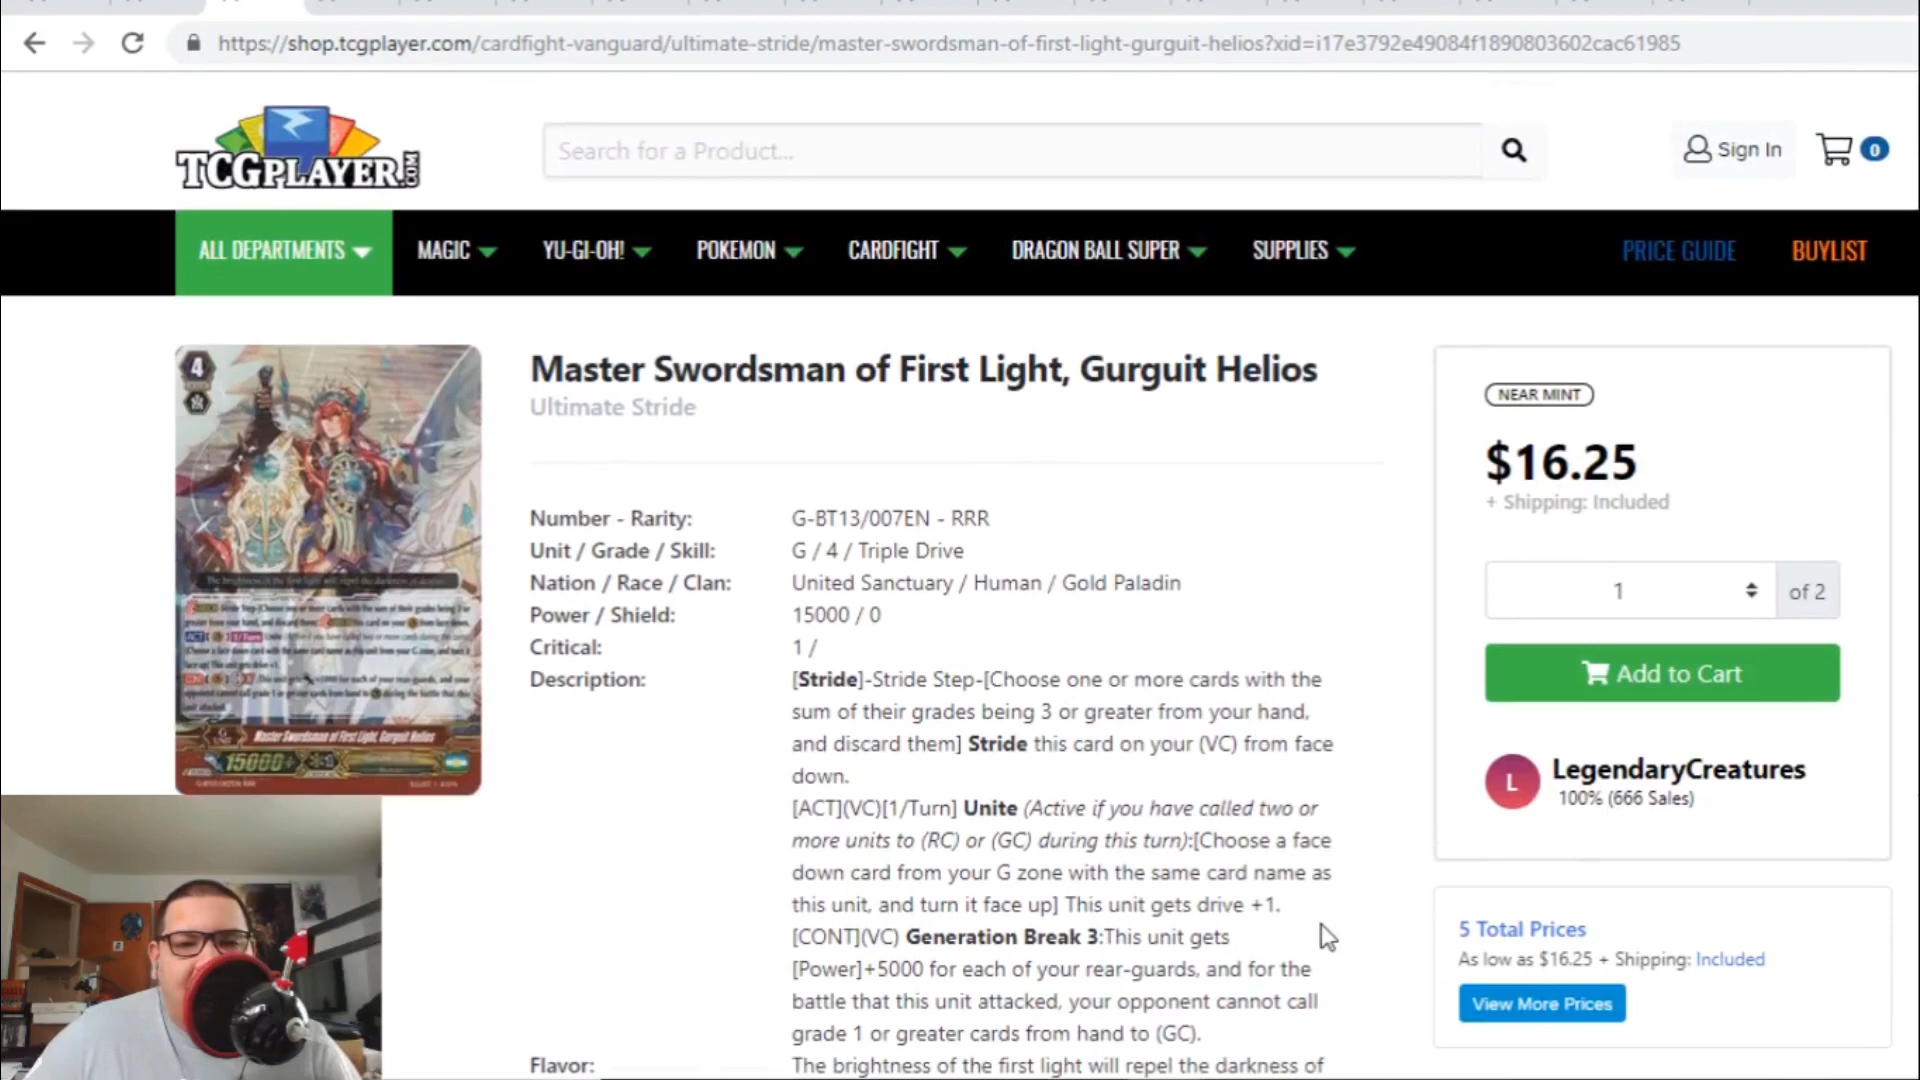 https://shop.tcgplayer.com/cardfight-vanguard/ultimate-stride/master-swordsman-of-first-light-gurguit-helios?xid=i17e3792e49084f1890803602cac61985
TCGPLAYER.COM
Search for a Product...
Sign In
0
ALL DEPARTMENTS
MAGIC
YU-GI-OH!
POKEMON
CARDFIGHT
DRAGON BALL SUPER
SUPPLIES
PRICE GUIDE
BUYLIST
4
Master Swordsman of First Light, Gurguit Helios
15000+
Master Swordsman of First Light, Gurguit Helios
Ultimate Stride
Number - Rarity: G-BT13/007EN - RRR
Unit / Grade / Skill: G / 4 / Triple Drive
Nation / Race / Clan: United Sanctuary / Human / Gold Paladin
Power / Shield: 15000 / 0
Critical: 1 /
Description: [Stride]-Stride Step-[Choose one or more cards with the
sum of their grades being 3 or greater from your hand,
and discard them] Stride this card on your (VC) from face
down.
[ACT](VC)[1/Turn] Unite (Active if you have called two or
more units to (RC) or (GC) during this turn):[Choose a face
down card from your G zone with the same card name as
this unit, and turn it face up] This unit gets drive +1.
[CONT](VC) Generation Break 3:This unit gets
[Power]+5000 for each of your rear-guards, and for the
battle that this unit attacked, your opponent cannot call
grade 1 or greater cards from hand to (GC).
Flavor: The brightness of the first light will repel the darkness of
NEAR MINT
$16.25
+ Shipping: Included
1 of 2
Add to Cart
L
LegendaryCreatures
100% (666 Sales)
5 Total Prices
As low as $16.25 + Shipping: Included
View More Prices